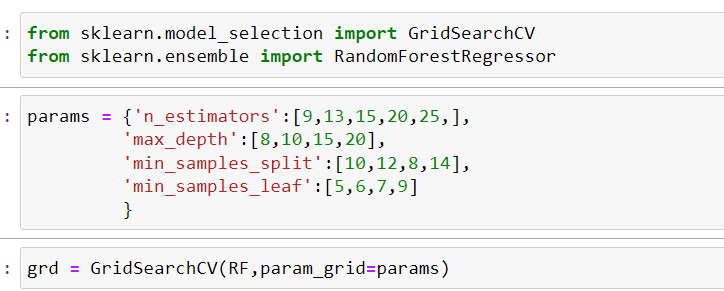 : from sklearn.model_selection import GridSearchCV
from sklearn.ensemble import RandomForestRegressor
: params = {'n_estimators':[9,13,15,20,25,],
'max_depth':[8,10,15,20],
'min_samples_split':[10,12,8,14],
'min_samples_leaf':[5,6,7,9]
}
: grd = GridSearchCV(RF,param_grid=params)